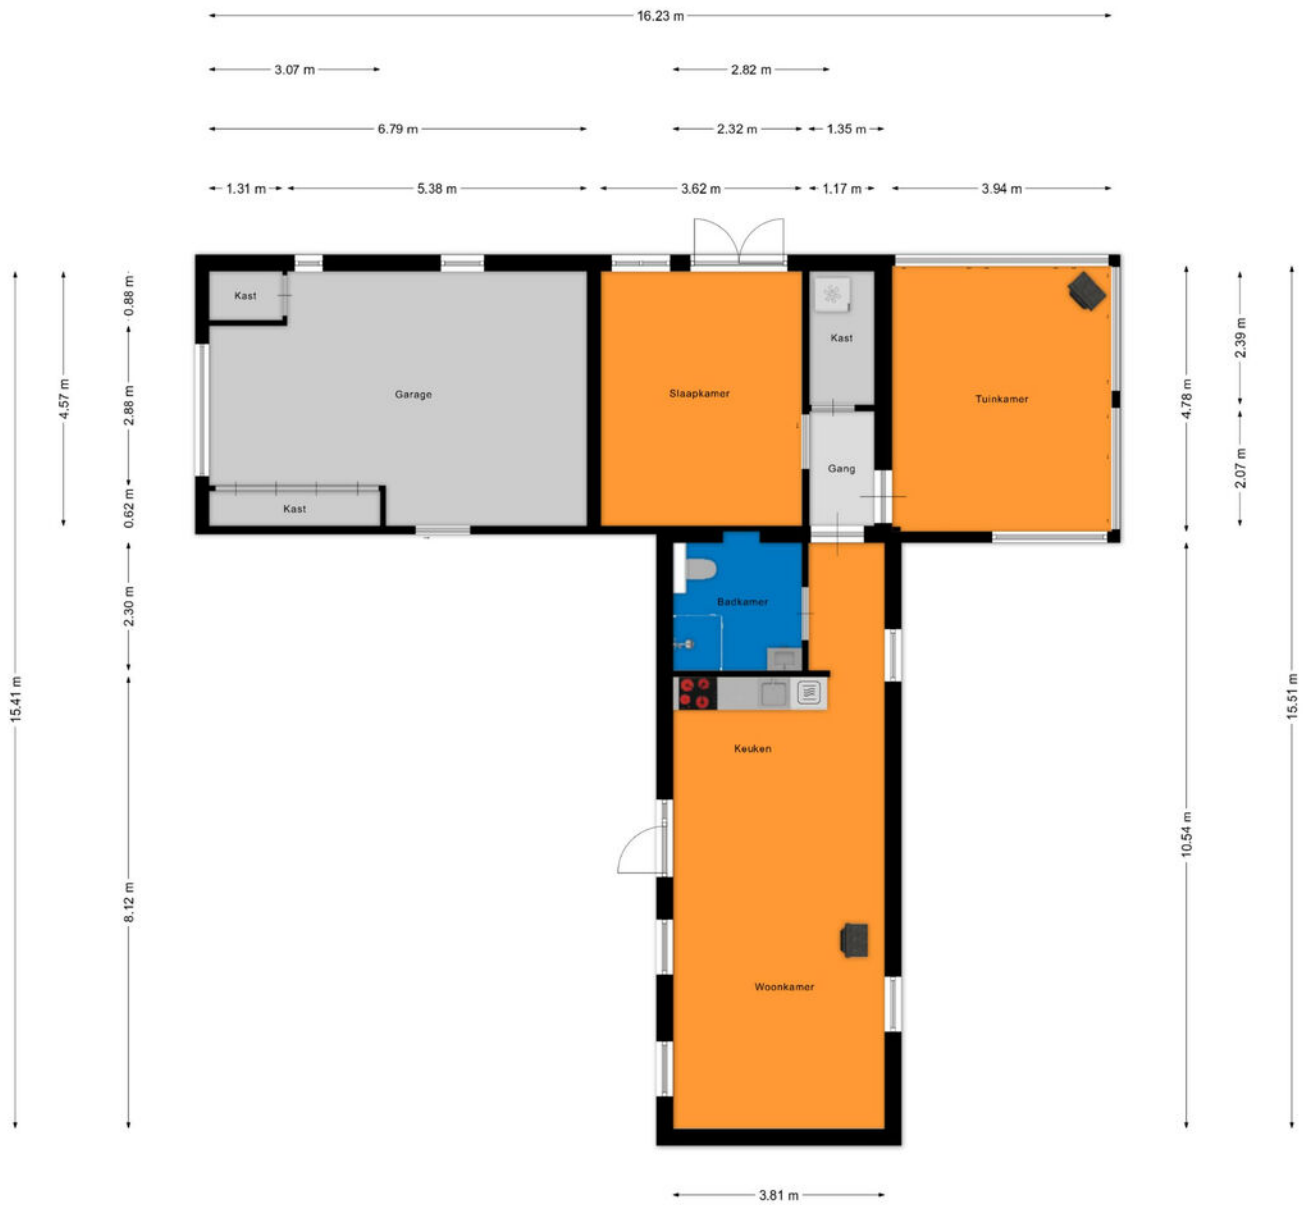 16.23 m
3.07 m
2.82 m
6.79 m
2.32 m
1.35 m
1.31 m
5.38 m
3.62 m
1.17 m
3.94 m
15.41 m
4.57 m
0.88 m
2.88 m
0.62 m
2.30 m
8.12 m
Kast
Garage
Kast
Slaapkamer
Kast
Gang
Tuinkamer
Badkamer
Keuken
Woonkamer
4.78 m
10.54 m
2.39 m
2.07 m
15.51 m
3.81 m